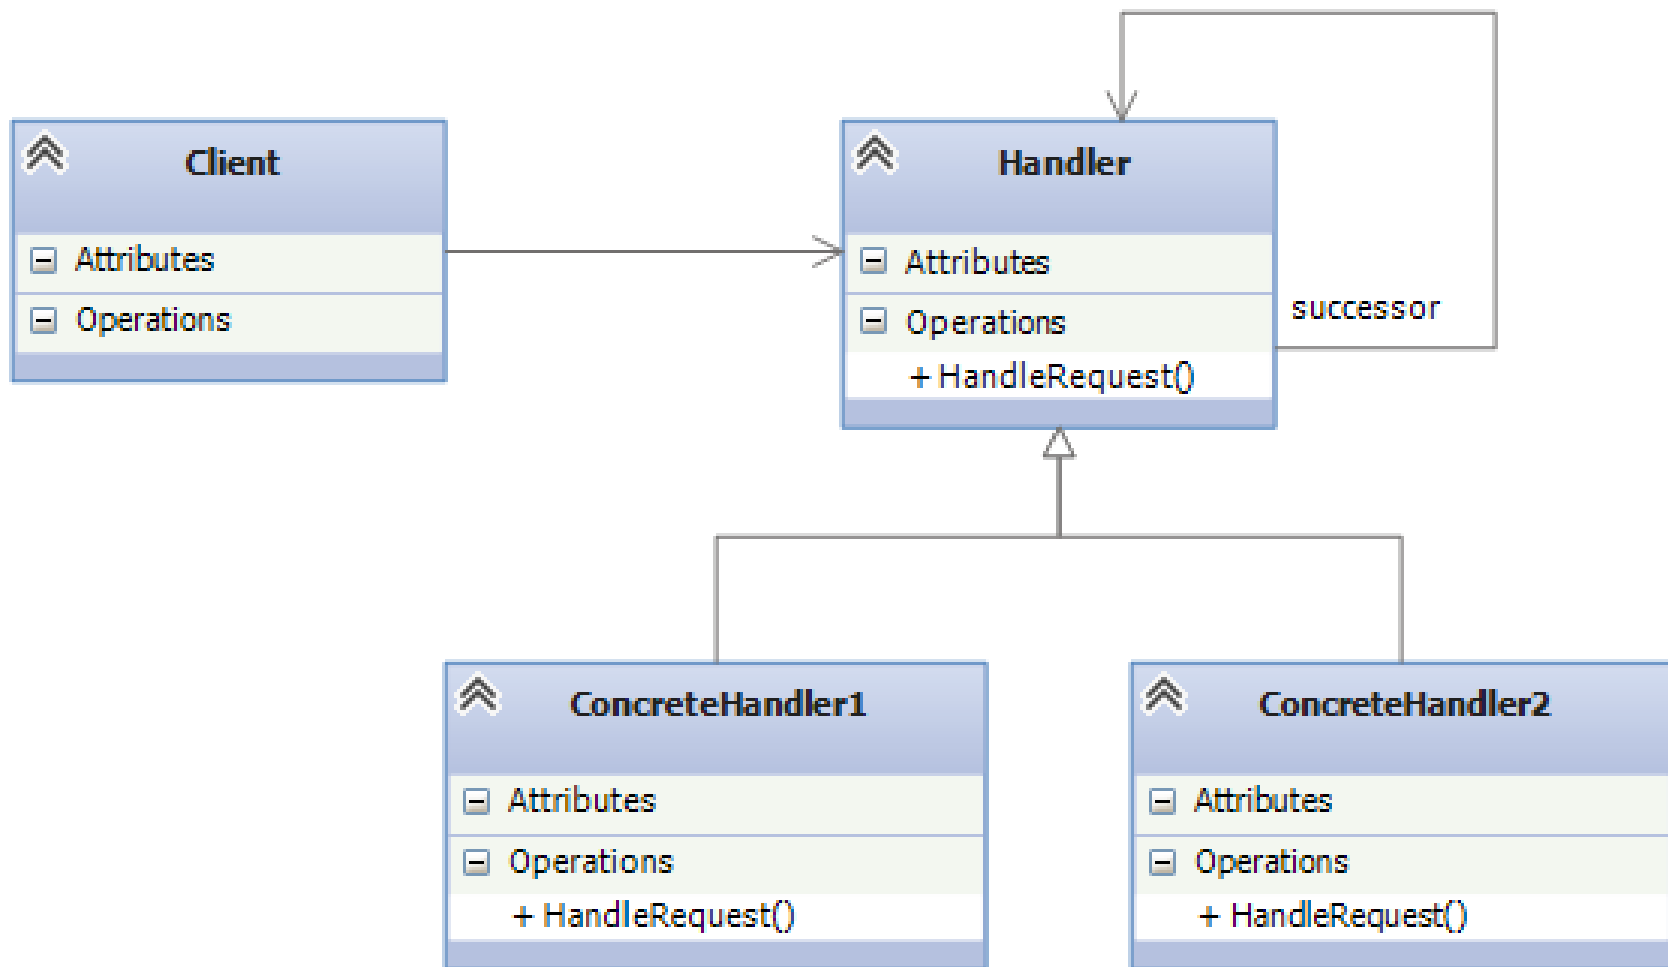 Client
Attributes
Operations
Handler
Attributes
Operations
+ HandleRequest()
successor
ConcreteHandler1
Attributes
Operations
+ HandleRequest()
ConcreteHandler2
Attributes
Operations
+ HandleRequest()